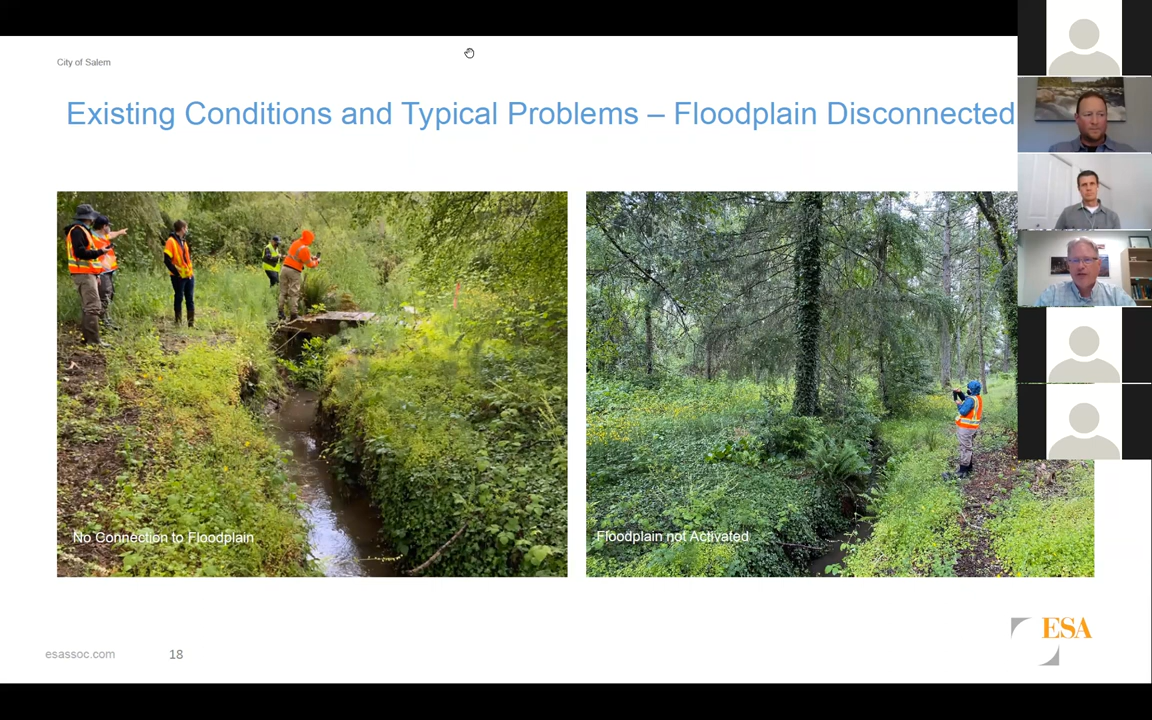 City of Salem
Existing Conditions and Typical Problems – Floodplain Disconnected
No Connection to Floodplain
Floodplain not Activated
ESA
esassoc.com
18